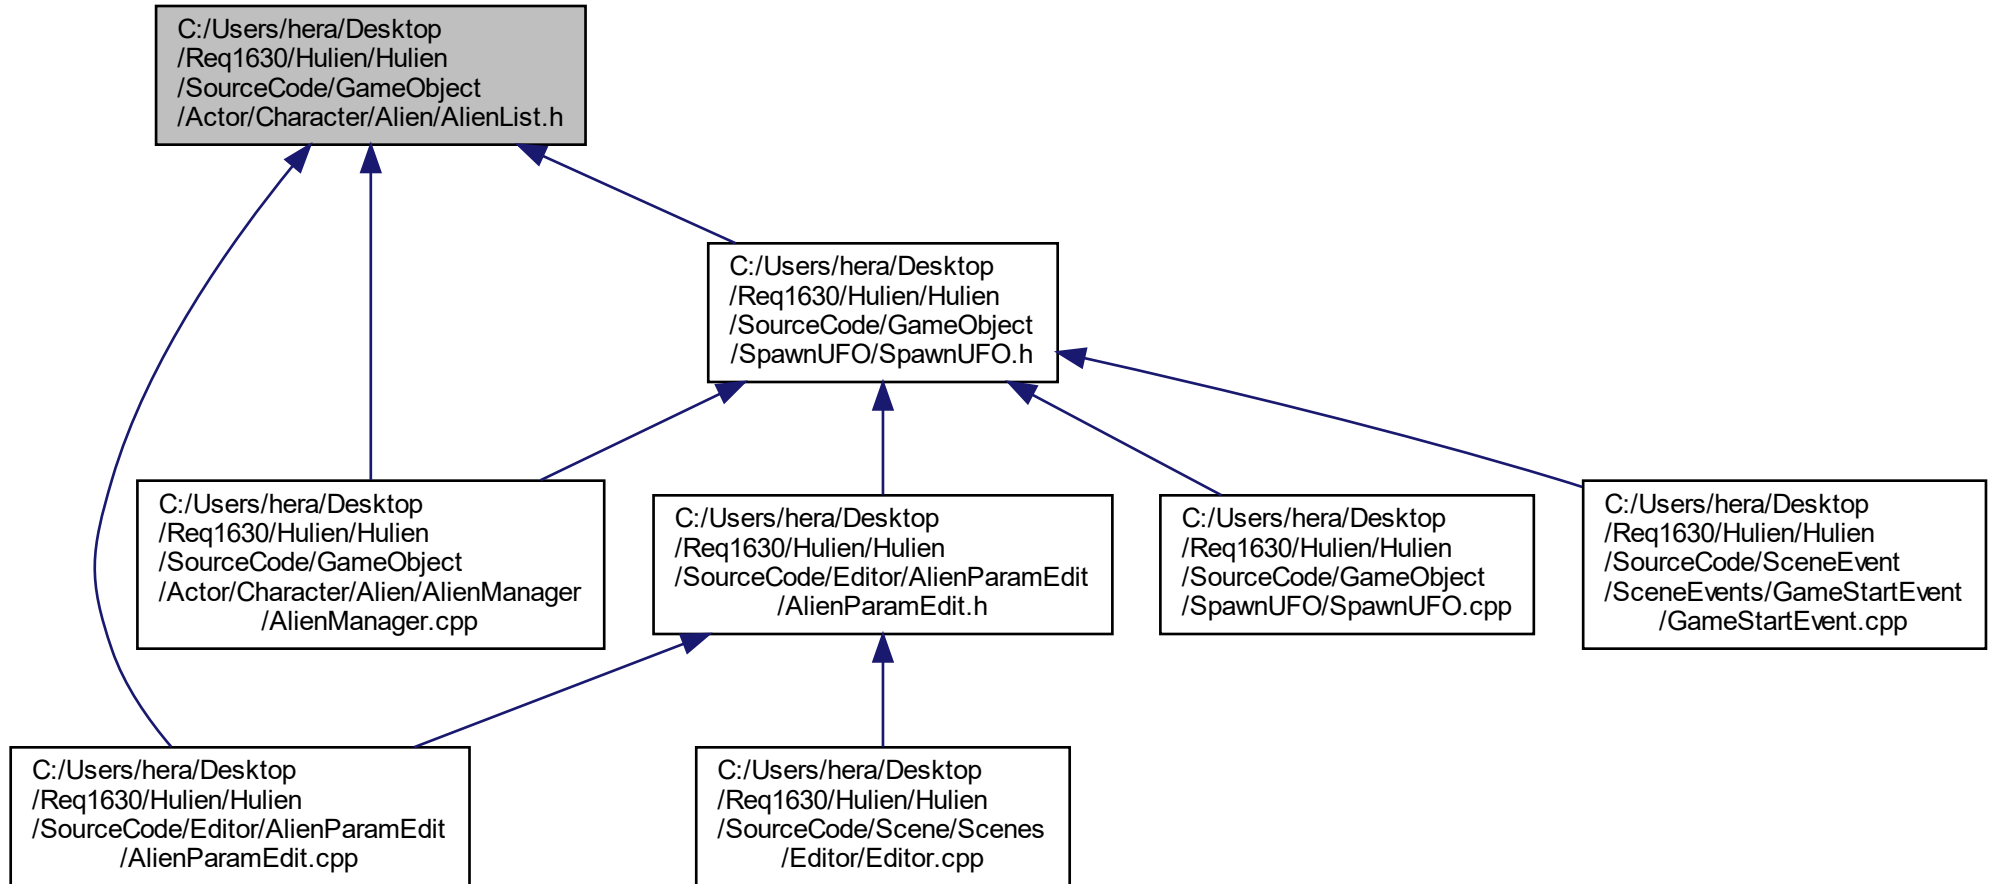 C:/Users/hera/Desktop
/Req1630/Hulien/Hulien
/SourceCode/GameObject
/Actor/Character/Alien/AlienList.h
C:/Users/hera/Desktop
/Req1630/Hulien/Hulien
/SourceCode/GameObject
/SpawnUFO/SpawnUFO.h
C:/Users/hera/Desktop
/Req1630/Hulien/Hulien
/SourceCode/GameObject
/Actor/Character/Alien/AlienManager
/AlienManager.cpp
C:/Users/hera/Desktop
/Req1630/Hulien/Hulien
/SourceCode/Editor/AlienParamEdit
/AlienParamEdit.h
C:/Users/hera/Desktop
/Req1630/Hulien/Hulien
/SourceCode/GameObject
/SpawnUFO/SpawnUFO.cpp
C:/Users/hera/Desktop
/Req1630/Hulien/Hulien
/SourceCode/SceneEvent
/SceneEvents/GameStartEvent
/GameStartEvent.cpp
C:/Users/hera/Desktop
/Req1630/Hulien/Hulien
/SourceCode/Editor/AlienParamEdit
/AlienParamEdit.cpp
C:/Users/hera/Desktop
/Req1630/Hulien/Hulien
/SourceCode/Scene/Scenes
/Editor/Editor.cpp